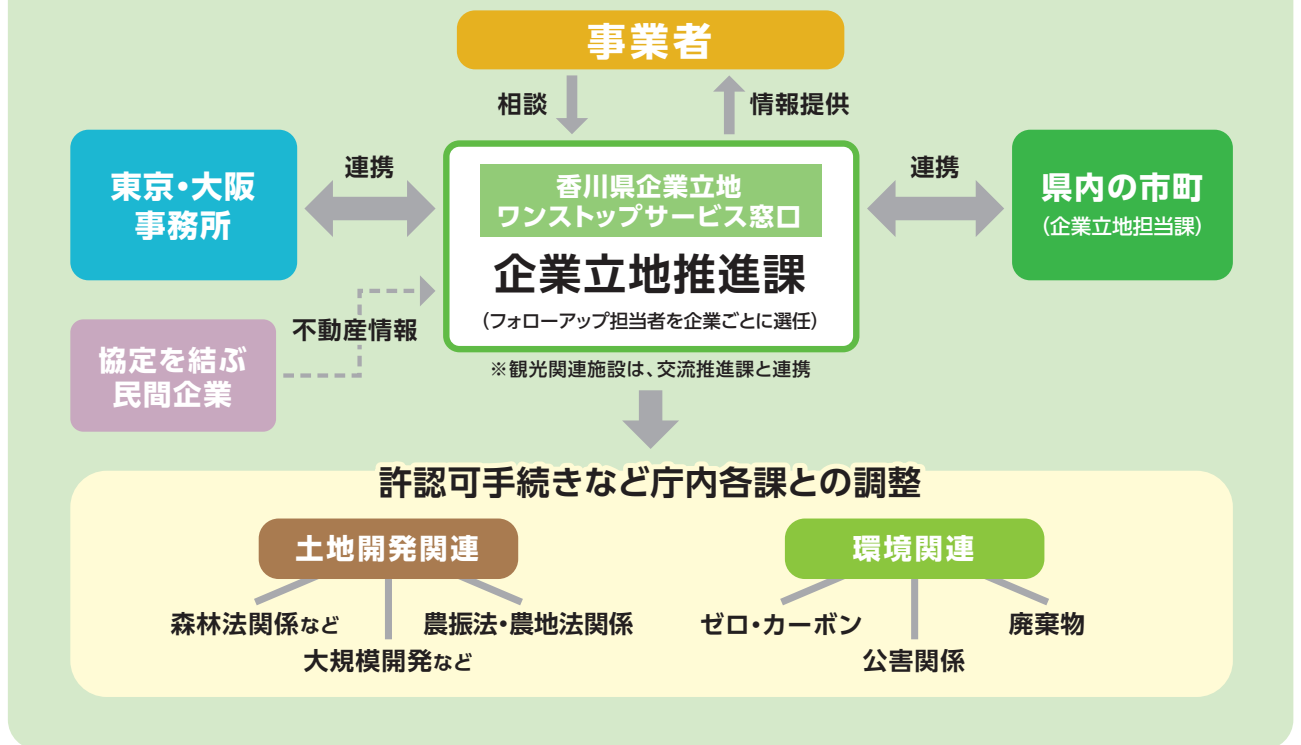 事業者
相談
情報提供
東京・大阪
事務所
連携
香川県企業立地
ワンストップサービス窓口
企業立地推進課
（フォローアップ担当者を企業ごとに選任）
連携
県内の市町
（企業立地担当課）
不動産情報
協定を結ぶ
民間企業
※観光関連施設は、交流推進課と連携
許認可手続きなど庁内各課との調整
土地開発関連
森林法関係など
大規模開発など
農振法・農地法関係
環境関連
ゼロ・カーボン
公害関係
廃棄物